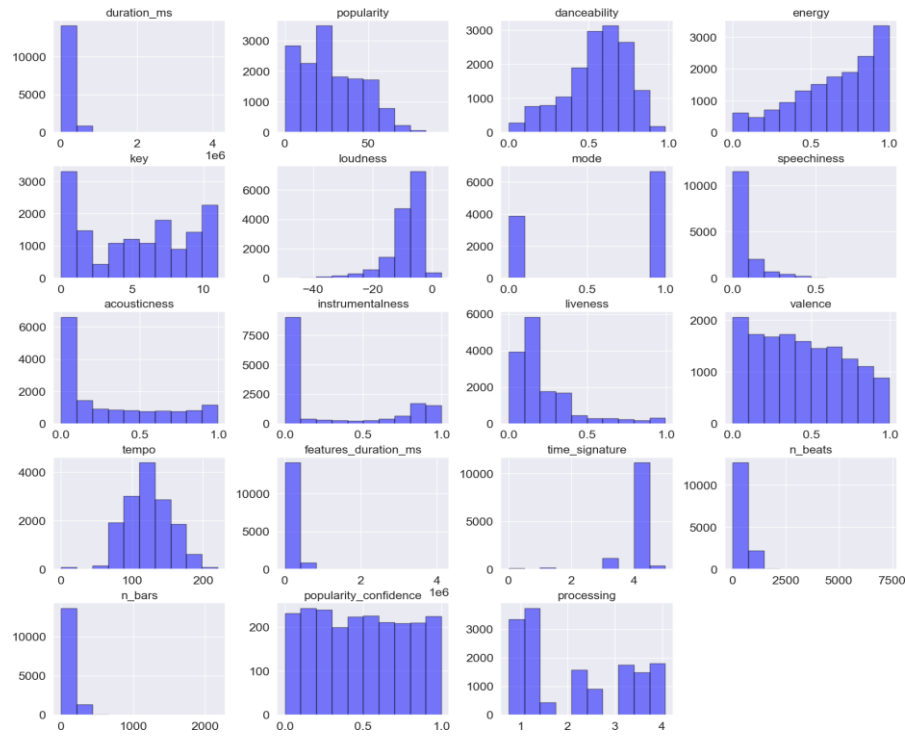 duration_ms
10000
5000
0
0 2 4
1e6
popularity
3000
2000
1000
0
0 50
danceability
3000
2000
1000
0
0.0 0.5 1.0
energy
3000
2000
1000
0
0.0 0.5 1.0
key
3000
2000
1000
0
0 5 10
loudness
6000
4000
2000
0
−40 −20 0
mode
6000
4000
2000
0
0.0 0.5 1.0
speechiness
10000
5000
0
0.0 0.5
acousticness
6000
4000
2000
0
0.0 0.5 1.0
instrumentalness
7500
5000
2500
0
0.0 0.5 1.0
liveness
6000
4000
2000
0
0.0 0.5 1.0
valence
2000
1000
0
0.0 0.5 1.0
tempo
4000
2000
0
0 100 200
features_duration_ms
10000
5000
0
0 2 4
1e6
time_signature
10000
5000
0
0 2 4
n_beats
10000
5000
0
0 2500 5000 7500
n_bars
10000
5000
0
0 1000 2000
popularity_confidence
200
100
0
0.0 0.5 1.0
processing
3000
2000
1000
0
1 2 3 4